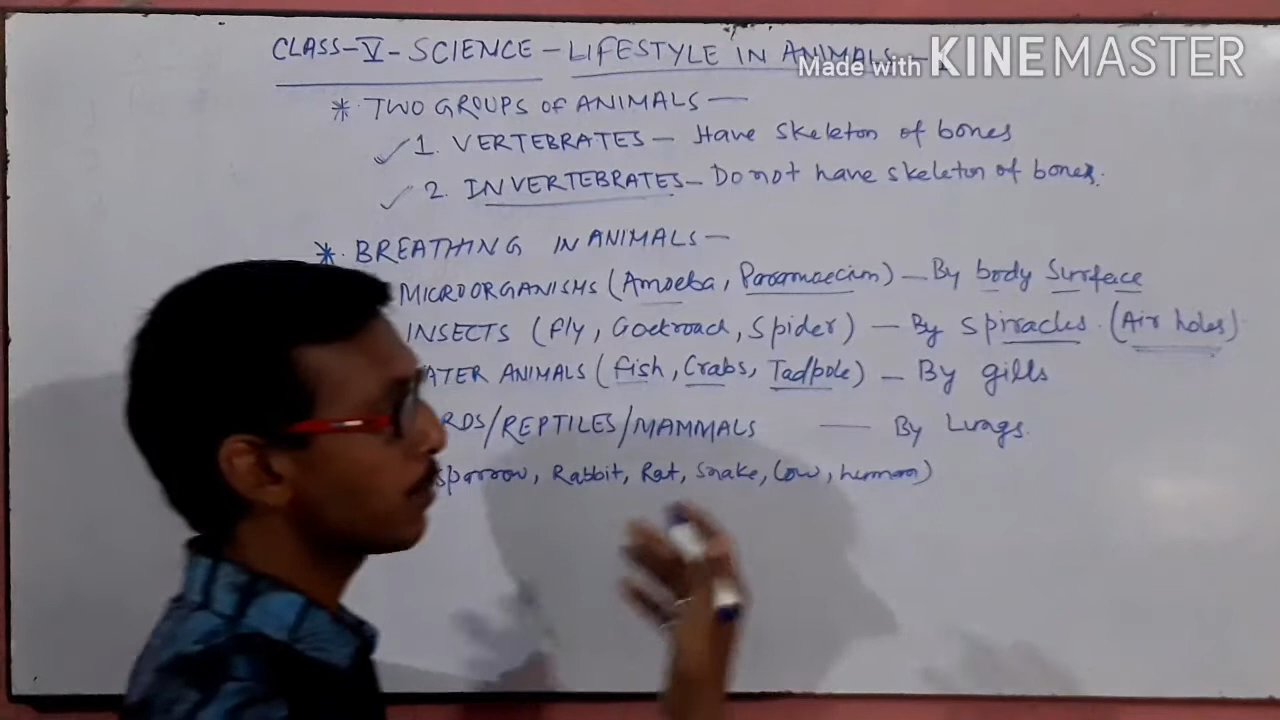 CLASS-V-SCIENCE-LIFESTYLE IN ANIMALS-
Made with KINEMASTER
* TWO GROUPS OF ANIMALS-
1. VERTEBRATES - Have skeleton of bones
2. INVERTEBRATES - Do not have skeleton of bones.
* BREATHING IN ANIMALS-
MICROORGANISMS (Amoeba, Paramaecium) - By body Surface
INSECTS (Fly, Cockroach, Spider) - By spiracles. (Air holes)
ATER ANIMALS (fish, Crabs, Tadpole) - By gills
RDS/REPTILES/MAMMALS - By Lungs.
sparrow, Rabbit, Rat, Snake, Cow, human)